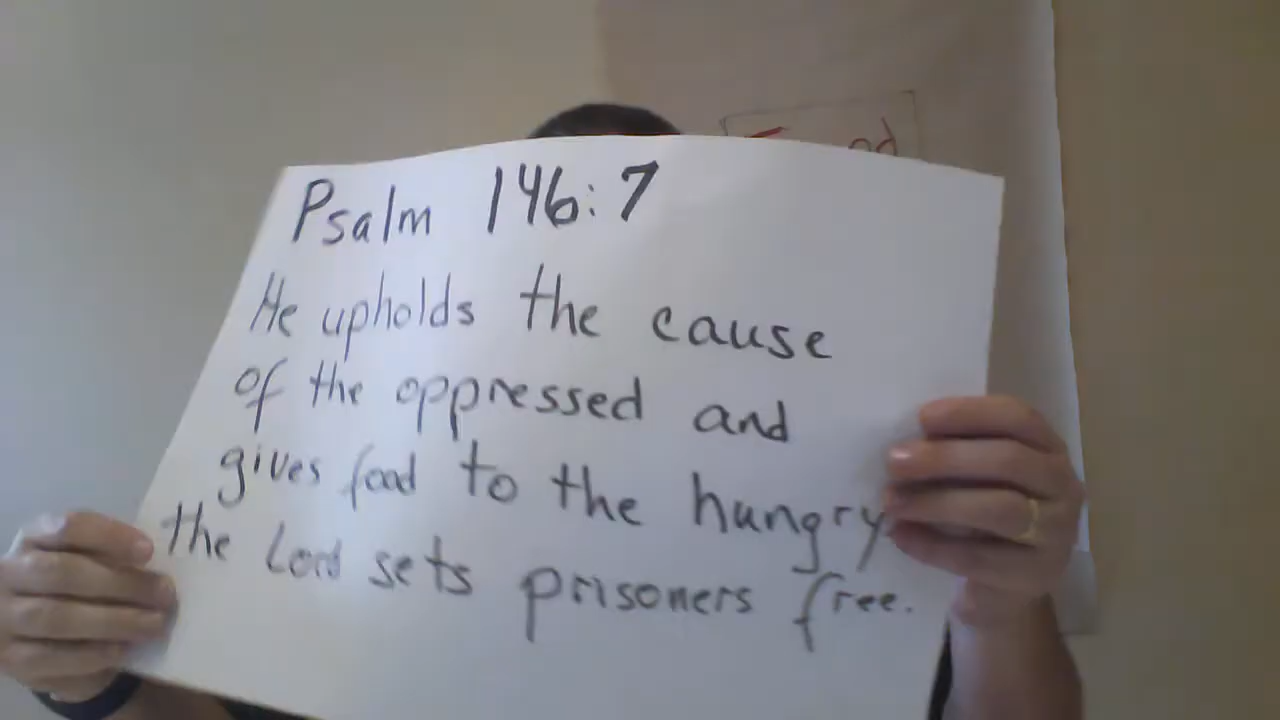 Psalm 146:7
He upholds the cause
of the oppressed and
gives food to the hungry
the Lord sets prisoners free.